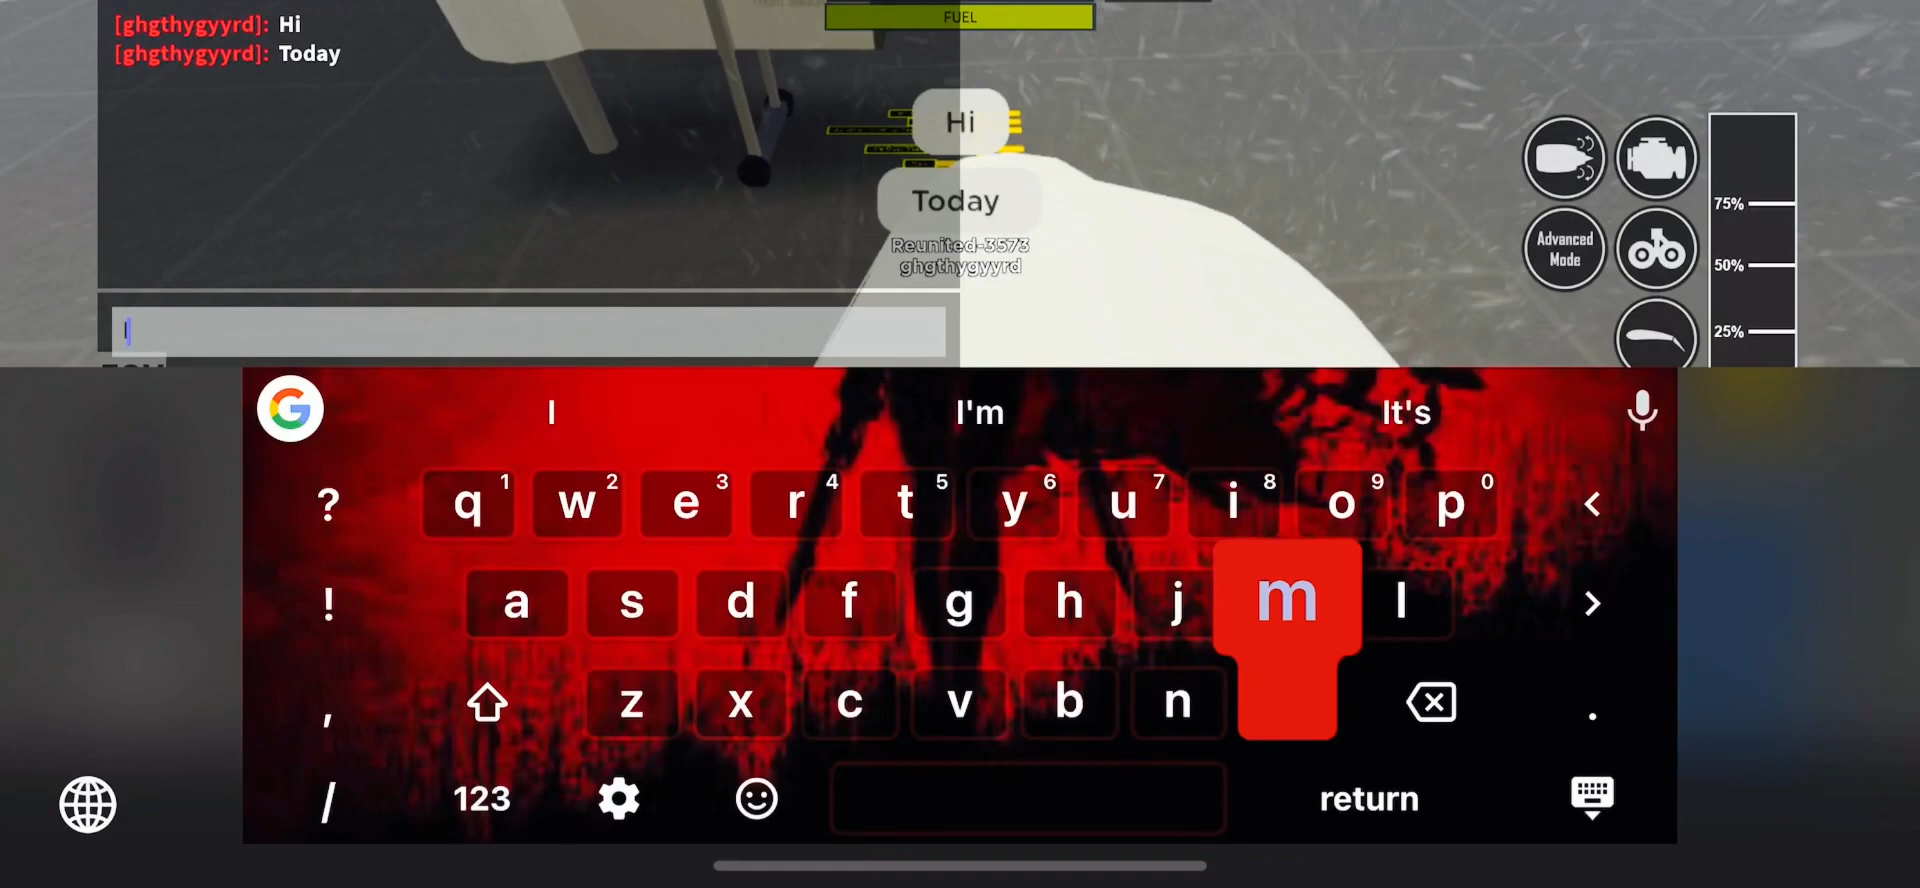 [ghgthygyyrd]: Hi
[ghgthygyyrd]: Today
FUEL
Hi
Today
Reunited-3573
ghgthygyyrd
Advanced
Mode
75%
50%
25%
I I'm It's
? q 1 w 2 e 3 r 4 t 5 y 6 u 7 i 8 o 9 p 0 <
! a s d f g h j m l >
, z x c v b n .
/ 123 return